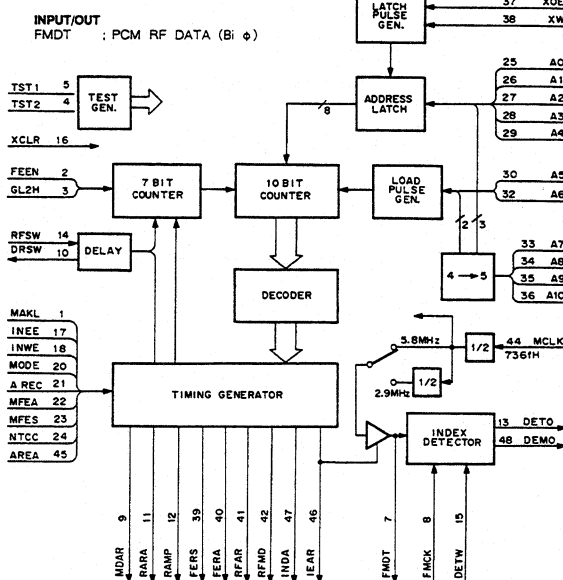 INPUT/OUT
FMDT : PCM RF DATA (Bi φ)
LATCH
PULSE
GEN.
37 XOE
38 XW
TST1 5
TST2 4
TEST
GEN.
8
ADDRESS
LATCH
25 A0
26 A1
27 A2
28 A3
29 A4
XCLR 16
FEEN 2
GL2H 3
7 BIT
COUNTER
10 BIT
COUNTER
LOAD
PULSE
GEN.
30 A5
32 A6
2
3
RFSW 14
DRSW 10
DELAY
4 → 5
33 A7
34 A8
35 A9
36 A10
DECODER
MAKL 1
INEE 17
INWE 18
MODE 20
A REC 21
MFEA 22
MFES 23
NTCC 24
AREA 45
TIMING GENERATOR
5.8MHz
1/2
44 MCLK
736fH
2.9MHz
1/2
INDEX
DETECTOR
13 DETO
48 DEMO
MDAR 9
RARA 11
RAMP 12
FERS 39
FERA 40
RFAR 41
RFMD 42
INDA 47
IEAR 46
FMDT 7
FMCK 8
DETW 15